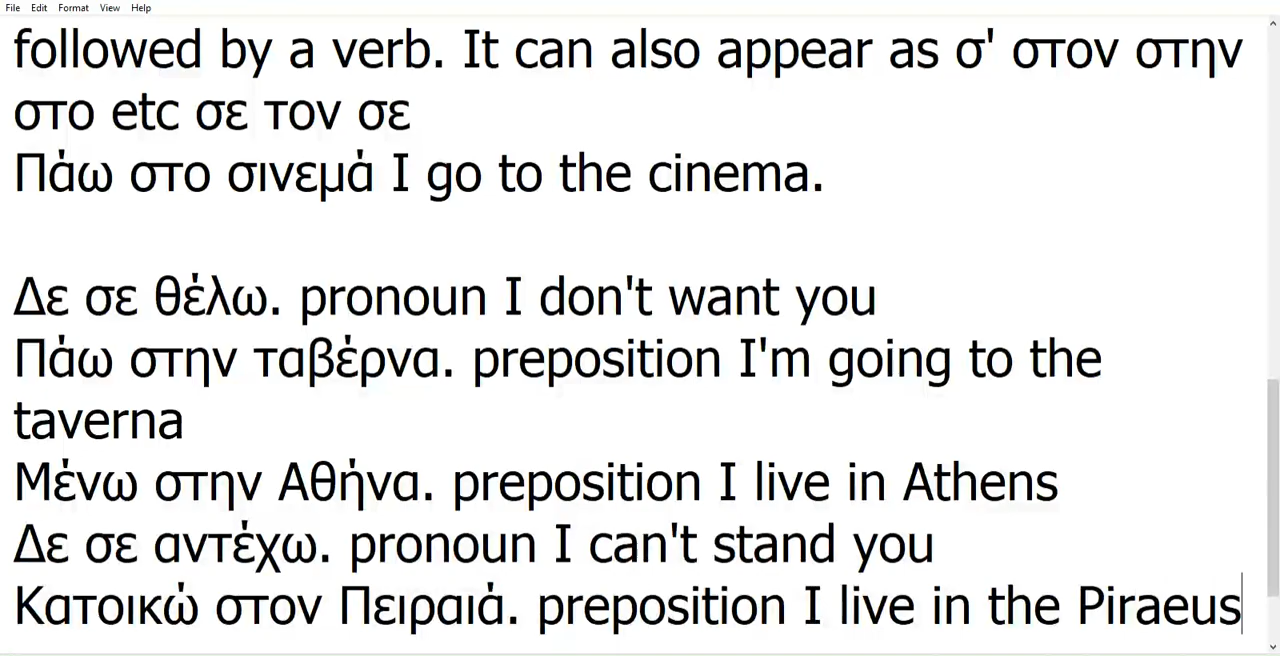 File Edit Format View Help
followed by a verb. It can also appear as σ' στον στην
στο etc σε τον σε
Πάω στο σινεμά I go to the cinema.
Δε σε θέλω. pronoun I don't want you
Πάω στην ταβέρνα. preposition I'm going to the
taverna
Μένω στην Αθήνα. preposition I live in Athens
Δε σε αντέχω. pronoun I can't stand you
Κατοικώ στον Πειραιά. preposition I live in the Piraeus